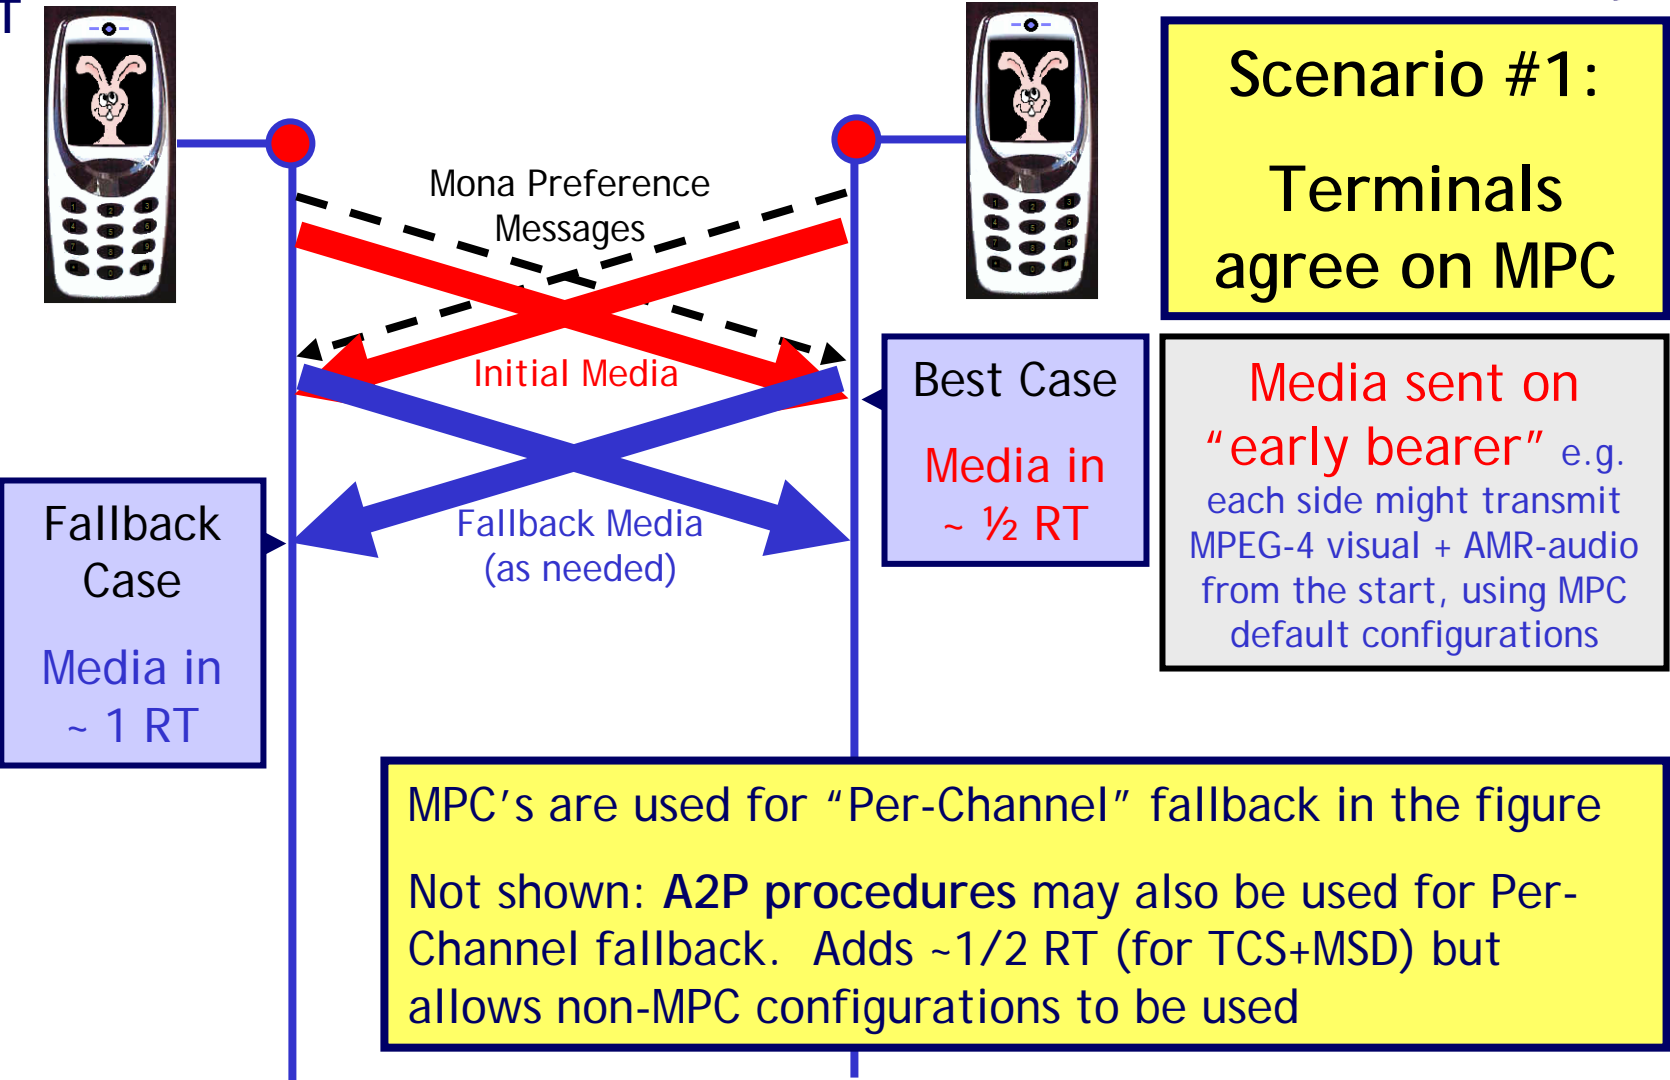 T
Scenario #1:
Terminals
agree on MPC
Mona Preference
Messages
Initial Media
Best Case
Media in
~ ½ RT
Media sent on
“early bearer” e.g.
each side might transmit
MPEG-4 visual + AMR-audio
from the start, using MPC
default configurations
Fallback
Case
Media in
~ 1 RT
Fallback Media
(as needed)
MPC’s are used for “Per-Channel” fallback in the figure
Not shown: A2P procedures may also be used for Per-
Channel fallback. Adds ~1/2 RT (for TCS+MSD) but
allows non-MPC configurations to be used